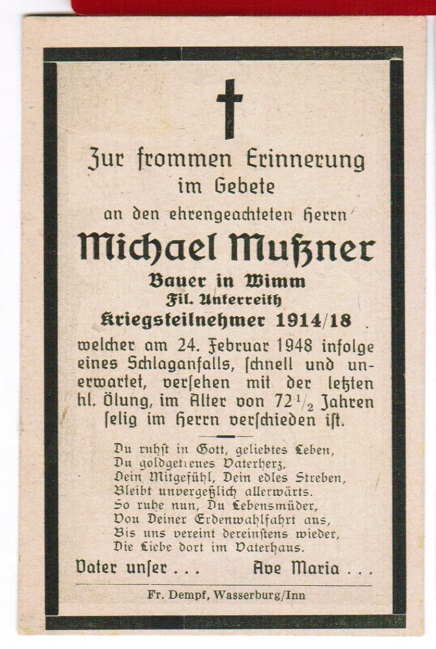 Zur frommen Erinnerung
im Gebete
an den ehrengeachteten Herrn
Michael Mußner
Bauer in Wimm
Fil. Unterreith
Kriegsteilnehmer 1914/18
welcher am 24. Februar 1948 infolge
eines Schlaganfalls, schnell und un-
erwartet, versehen mit der letzten
hl. Ölung, im Alter von 72 1/2 Jahren
selig im Herrn verschieden ist.
Du ruhst in Gott, geliebtes Leben,
Du goldgetreues Vaterherz,
Dein Mitgefühl, Dein edles Streben,
Bleibt unvergeßlich allerwärts.
So ruhe nun, Du Lebensmüder,
Von Deiner Erdenwahlfahrt aus,
Bis uns vereint dereinstens wieder,
Die Liebe dort im Vaterhaus.
Vater unser . . . Ave Maria . . .
Fr. Dempf, Wasserburg/Inn